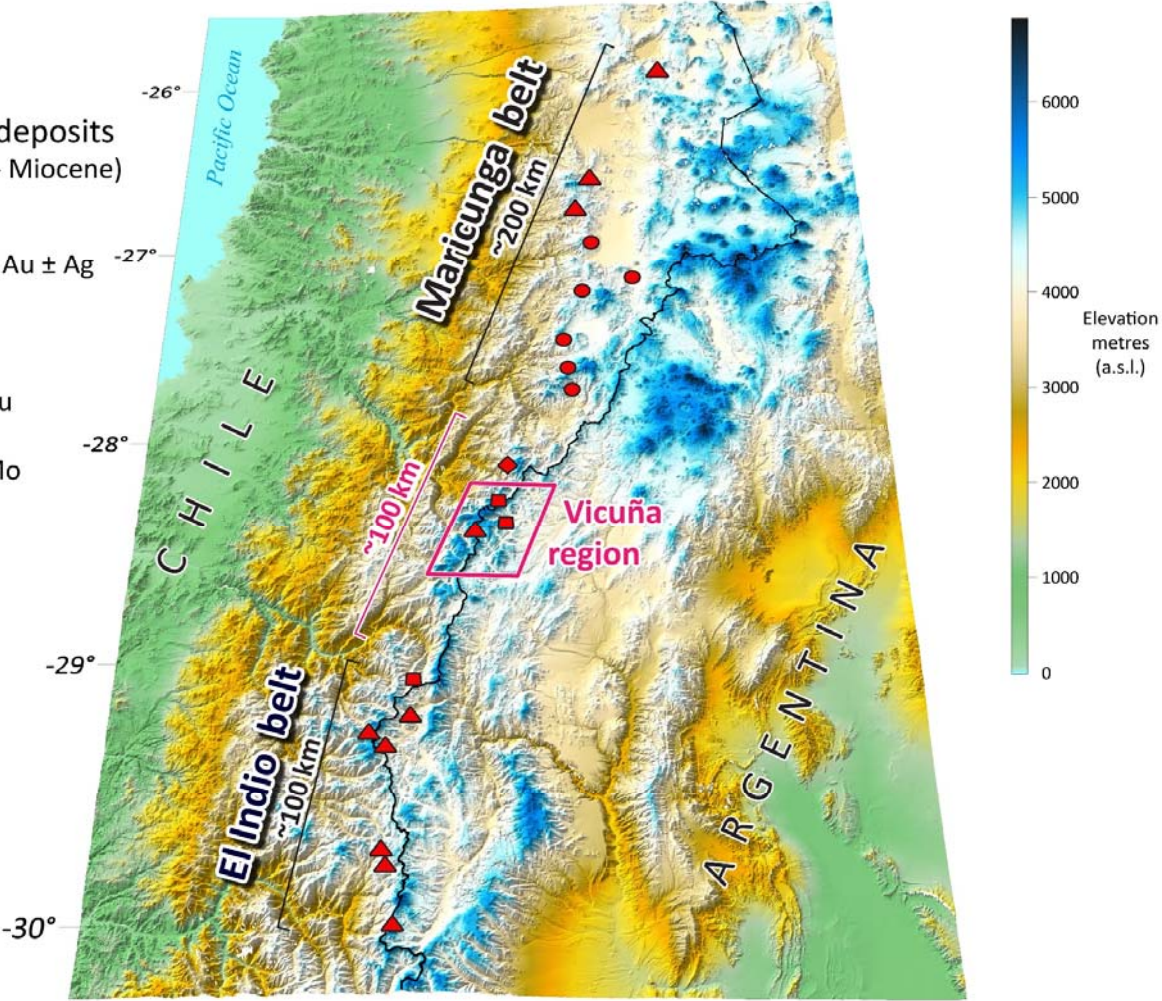 deposits
Miocene)
Au ± Ag
Pacific Ocean
-26°
-27°
-28°
-29°
-30°
Maricunga belt
~200 km
~100 km
Vicuña
region
El Indio belt
~100 km
CHILE
ARGENTINA
6000
5000
4000
3000
2000
1000
0
Elevation
metres
(a.s.l.)